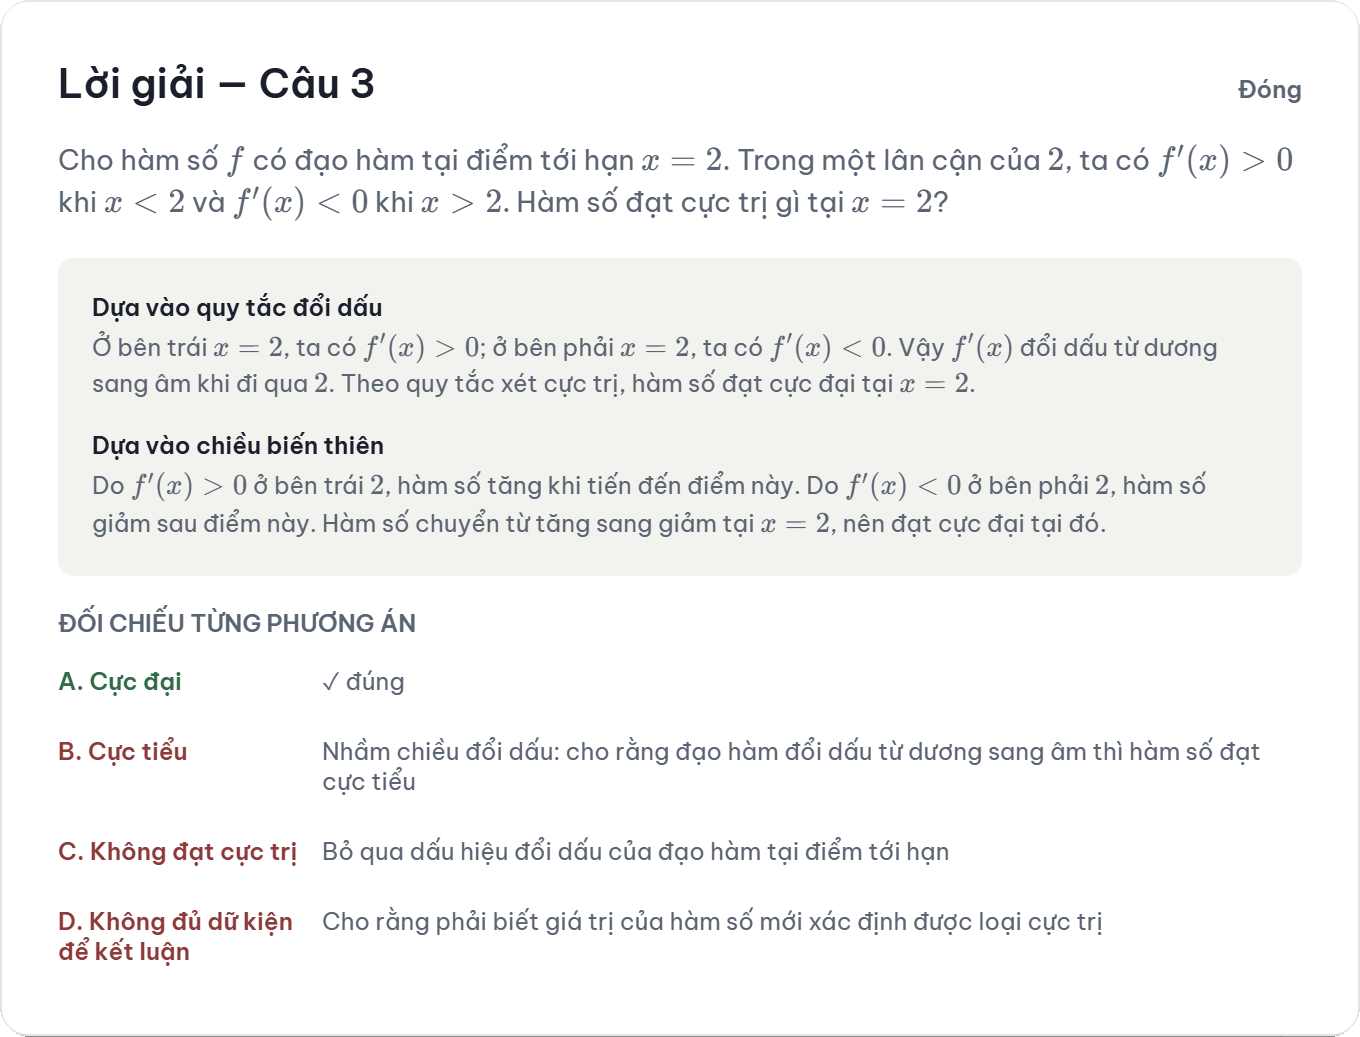 Lời giải — Câu 3
Đóng
Cho hàm số f có đạo hàm tại điểm tới hạn x = 2. Trong một lân cận của 2, ta có f′(x) > 0
khi x < 2 và f′(x) < 0 khi x > 2. Hàm số đạt cực trị gì tại x = 2?
Dựa vào quy tắc đổi dấu
Ở bên trái x = 2, ta có f′(x) > 0; ở bên phải x = 2, ta có f′(x) < 0. Vậy f′(x) đổi dấu từ dương
sang âm khi đi qua 2. Theo quy tắc xét cực trị, hàm số đạt cực đại tại x = 2.
Dựa vào chiều biến thiên
Do f′(x) > 0 ở bên trái 2, hàm số tăng khi tiến đến điểm này. Do f′(x) < 0 ở bên phải 2, hàm số
giảm sau điểm này. Hàm số chuyển từ tăng sang giảm tại x = 2, nên đạt cực đại tại đó.
ĐỐI CHIẾU TỪNG PHƯƠNG ÁN
A. Cực đại ✓ đúng
B. Cực tiểu Nhầm chiều đổi dấu: cho rằng đạo hàm đổi dấu từ dương sang âm thì hàm số đạt
cực tiểu
C. Không đạt cực trị Bỏ qua dấu hiệu đổi dấu của đạo hàm tại điểm tới hạn
D. Không đủ dữ kiện Cho rằng phải biết giá trị của hàm số mới xác định được loại cực trị
để kết luận